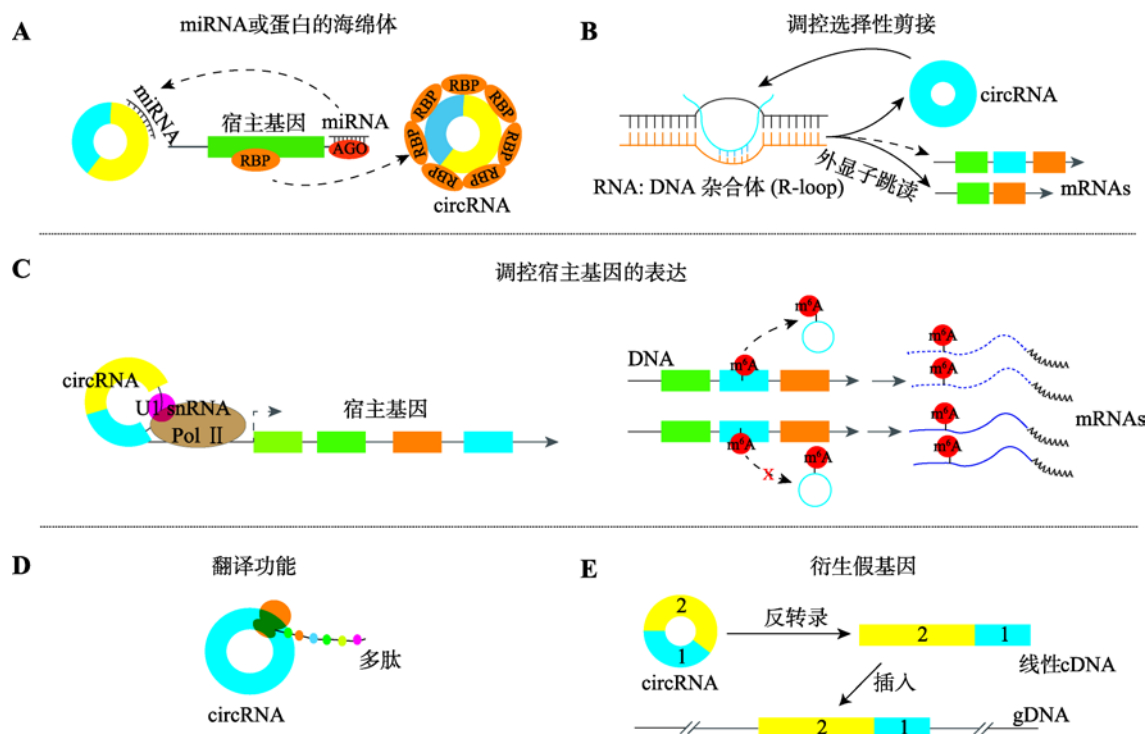 A
miRNA或蛋白的海绵体
miRNA
宿主基因
miRNA
AGO
RBP
RBP
RBP
RBP
RBP
RBP
RBP
RBP
circRNA
B
调控选择性剪接
circRNA
外显子跳读
RNA: DNA 杂合体 (R-loop)
mRNAs
C
调控宿主基因的表达
circRNA
U1 snRNA
Pol Ⅱ
宿主基因
m⁶A
DNA
m⁶A
m⁶A
X
m⁶A
m⁶A
m⁶A
m⁶A
m⁶A
mRNAs
D
翻译功能
多肽
circRNA
E
衍生假基因
2
1
circRNA
反转录
2 1
线性cDNA
插入
2 1
gDNA